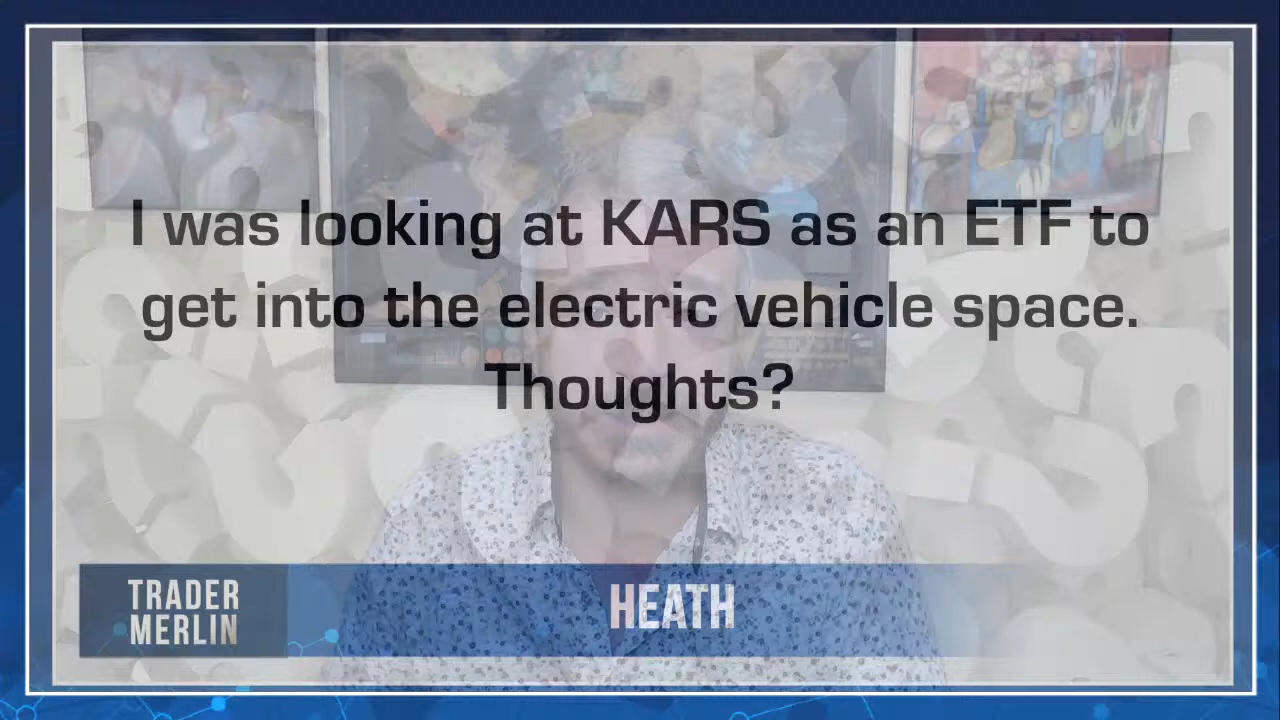 I was looking at KARS as an ETF to
get into the electric vehicle space.
Thoughts?
TRADER
MERLIN
HEATH